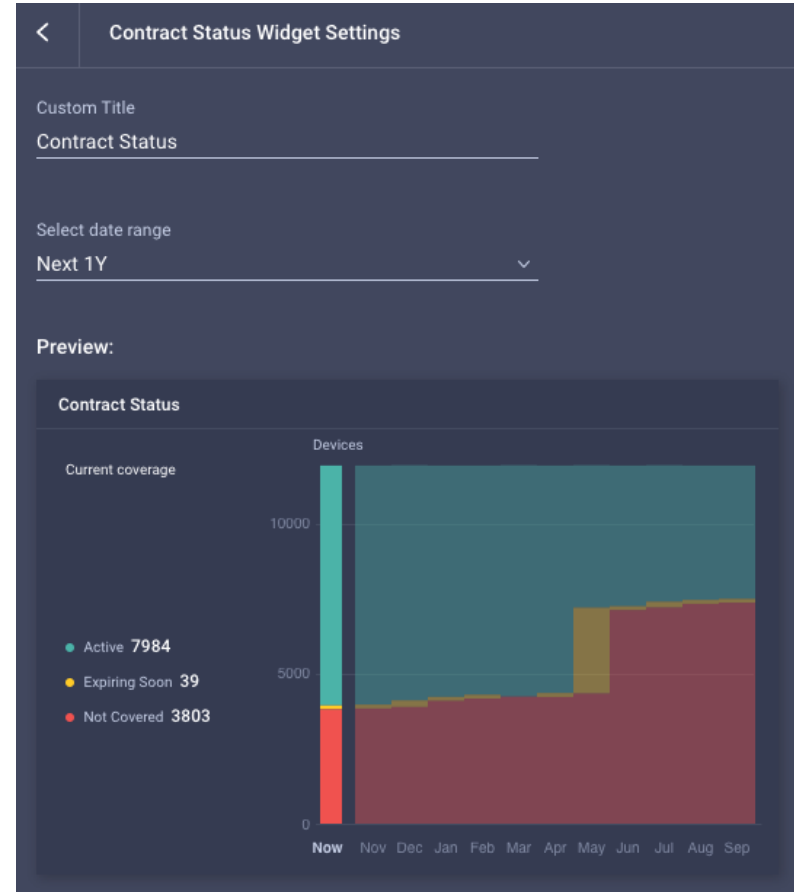 Contract Status Widget Settings
Custom Title
Contract Status
Select date range
Next 1Y
Preview:
Contract Status
Devices
Current coverage
10000
Active 7984
5000
Expiring Soon 39
Not Covered 3803
0
Now Nov Dec Jan Feb Mar Apr May Jun Jul Aug Sep